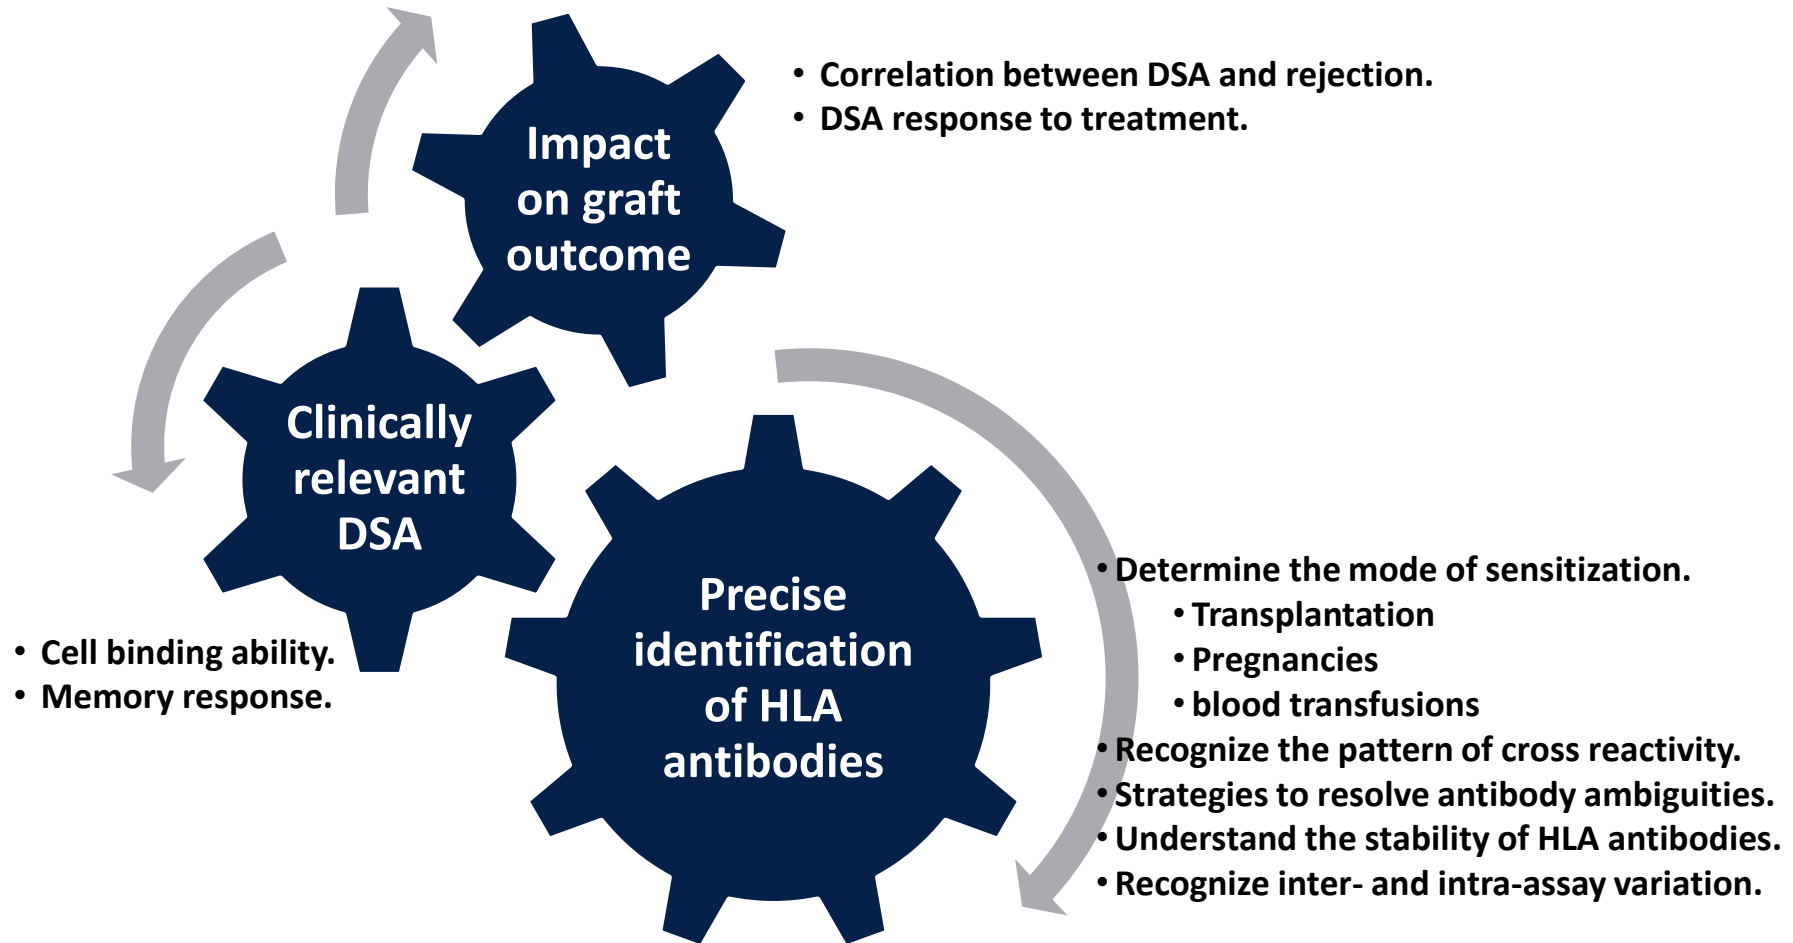 Impact
on graft
outcome
• Correlation between DSA and rejection.
• DSA response to treatment.
Clinically
relevant
DSA
• Cell binding ability.
• Memory response.
Precise
identification
of HLA
antibodies
• Determine the mode of sensitization.
• Transplantation
• Pregnancies
• blood transfusions
• Recognize the pattern of cross reactivity.
• Strategies to resolve antibody ambiguities.
• Understand the stability of HLA antibodies.
• Recognize inter- and intra-assay variation.